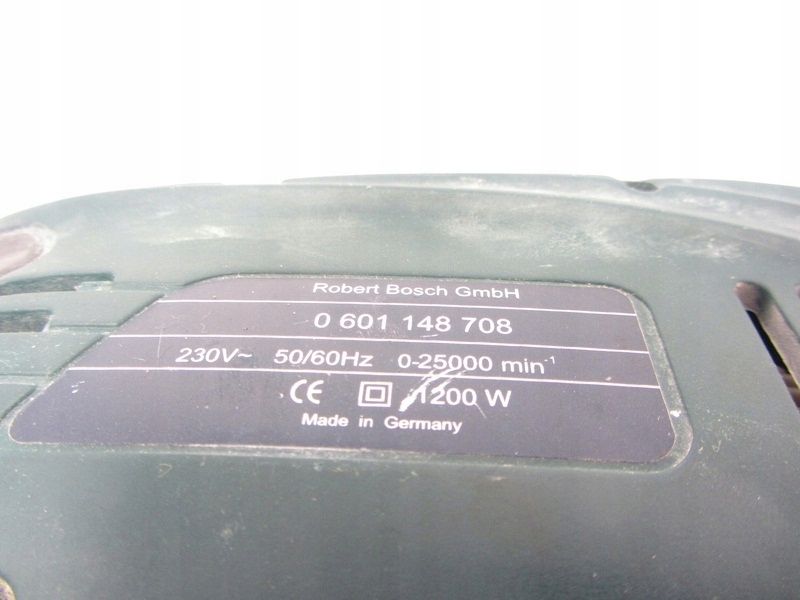 Robert Bosch GmbH
0 601 148 708
230V~ 50/60Hz 0-25000 min⁻¹
CE 1200 W
Made in Germany